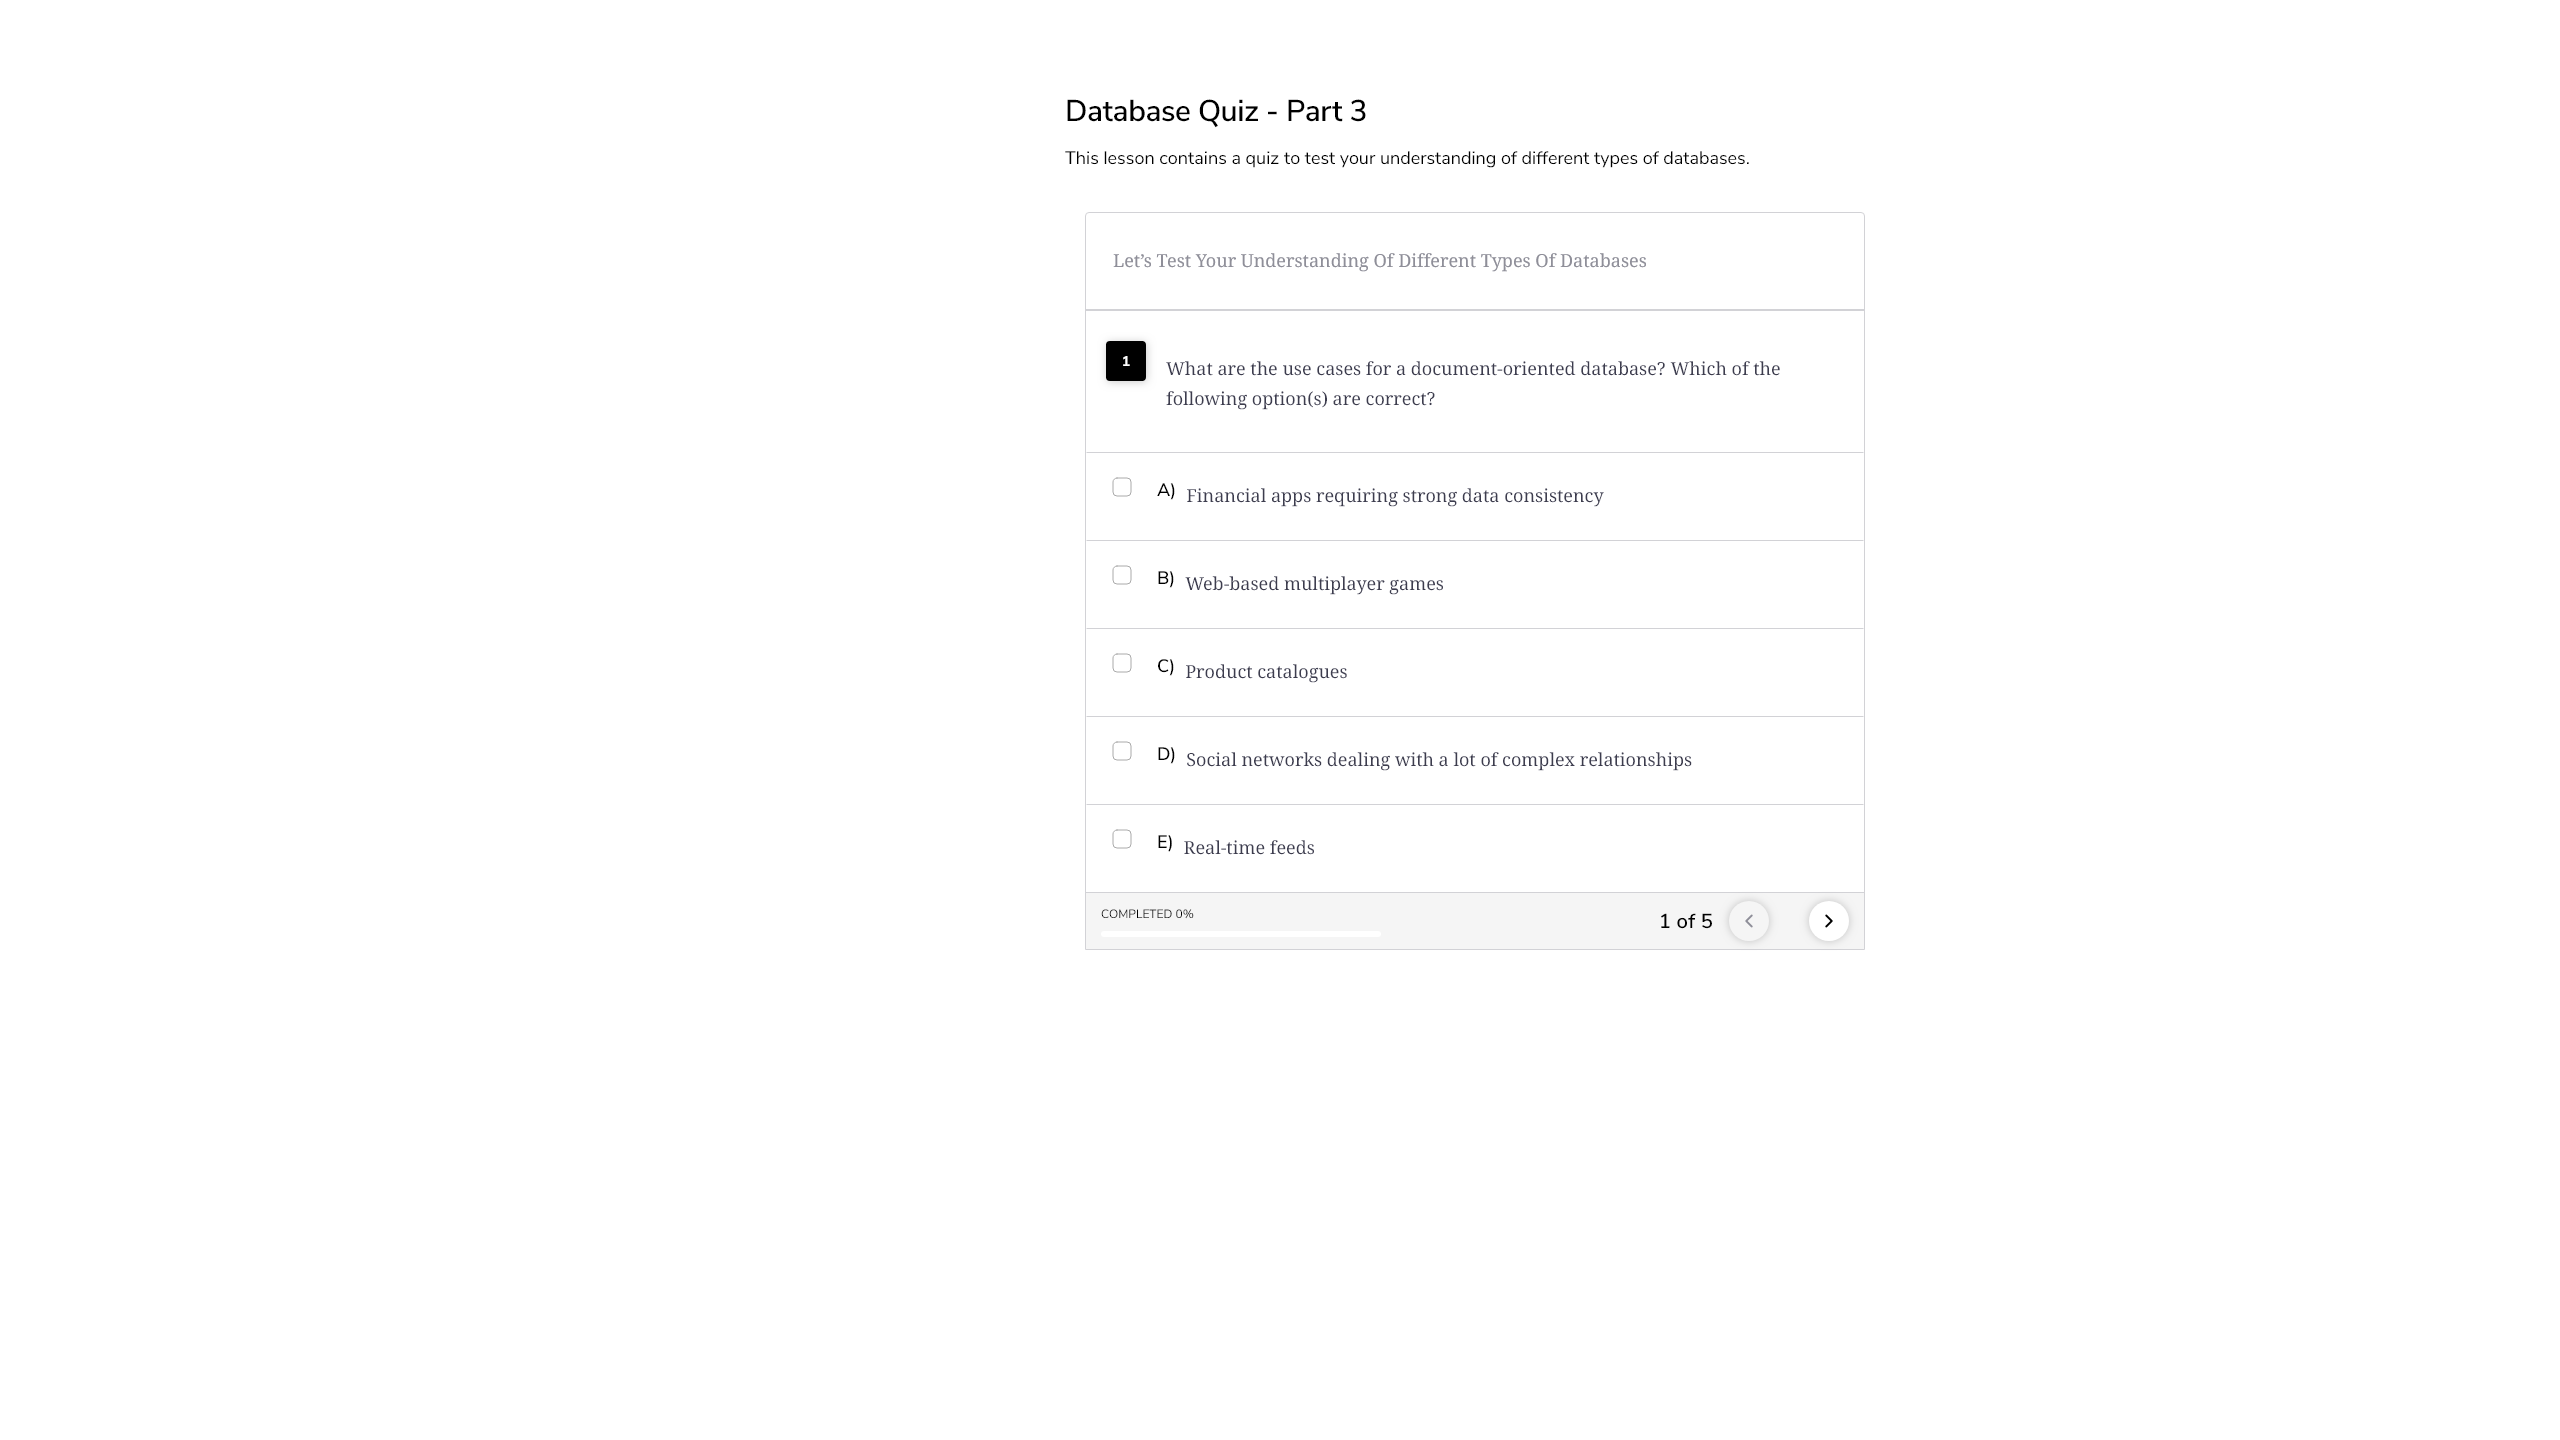 Database Quiz - Part 3
This lesson contains a quiz to test your understanding of different types of databases.
Let’s Test Your Understanding Of Different Types Of Databases
1
What are the use cases for a document-oriented database? Which of the
following option(s) are correct?
A) Financial apps requiring strong data consistency
B) Web-based multiplayer games
C) Product catalogues
D) Social networks dealing with a lot of complex relationships
E) Real-time feeds
COMPLETED 0%
1 of 5